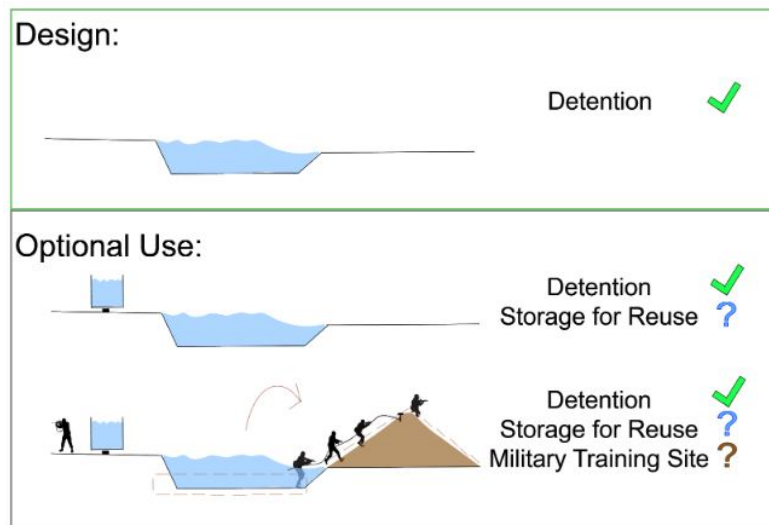 Design:
Detention
Optional Use:
Detention
Storage for Reuse ?
Detention
Storage for Reuse ?
Military Training Site ?